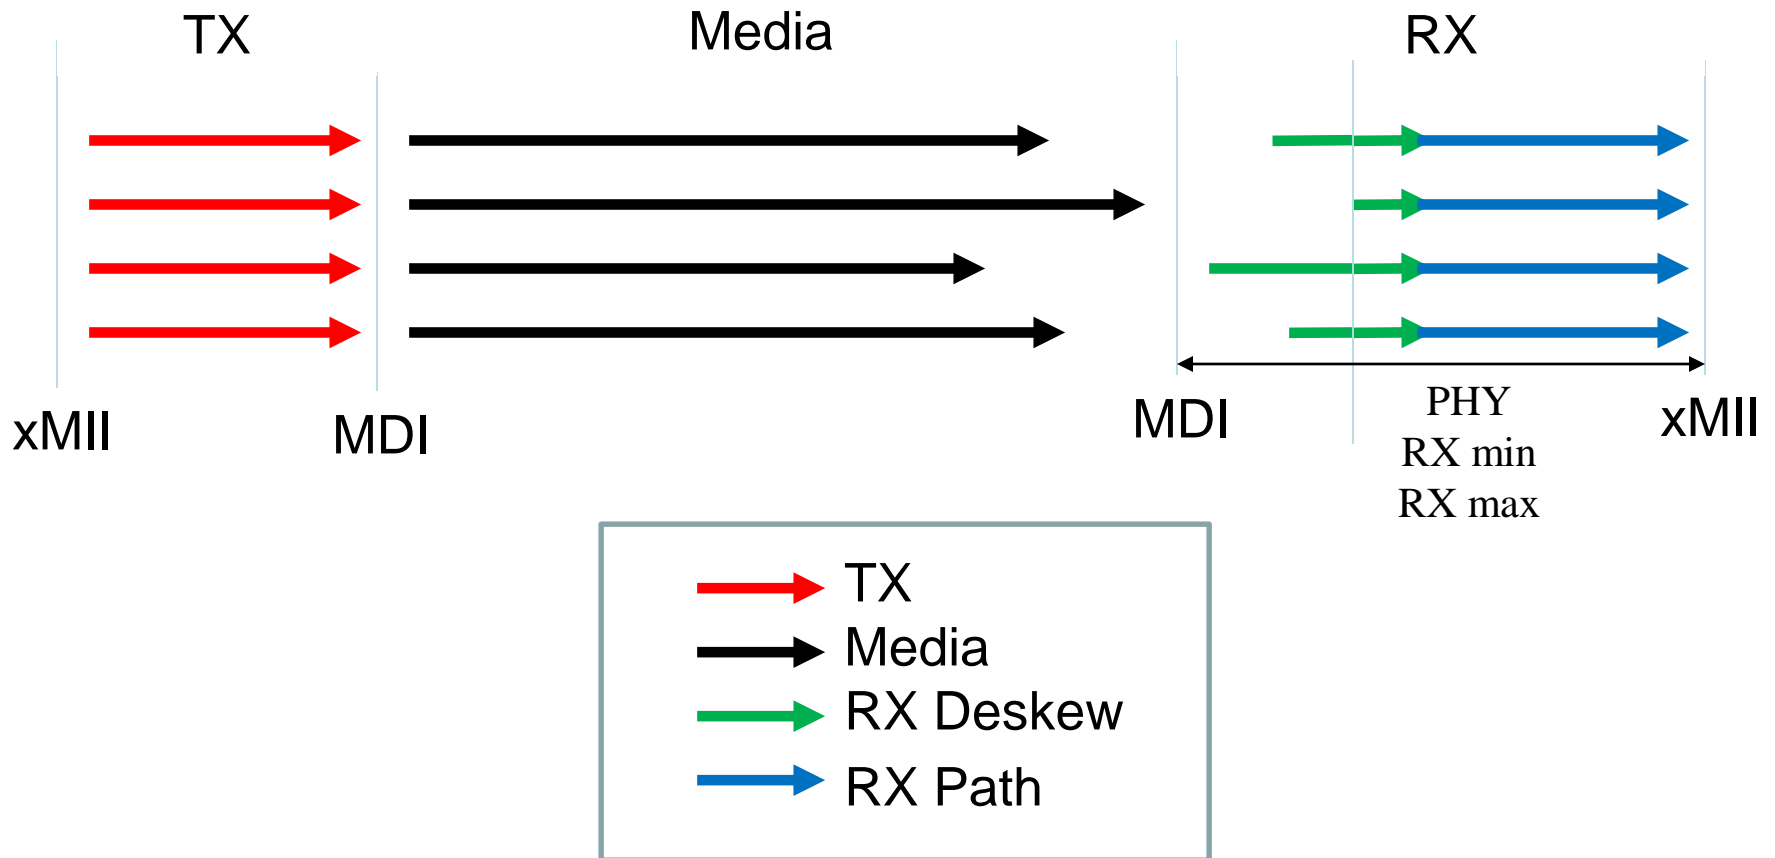 TX
Media
RX
xMII
MDI
MDI
xMII
PHY
RX min
RX max
TX
Media
RX Deskew
RX Path